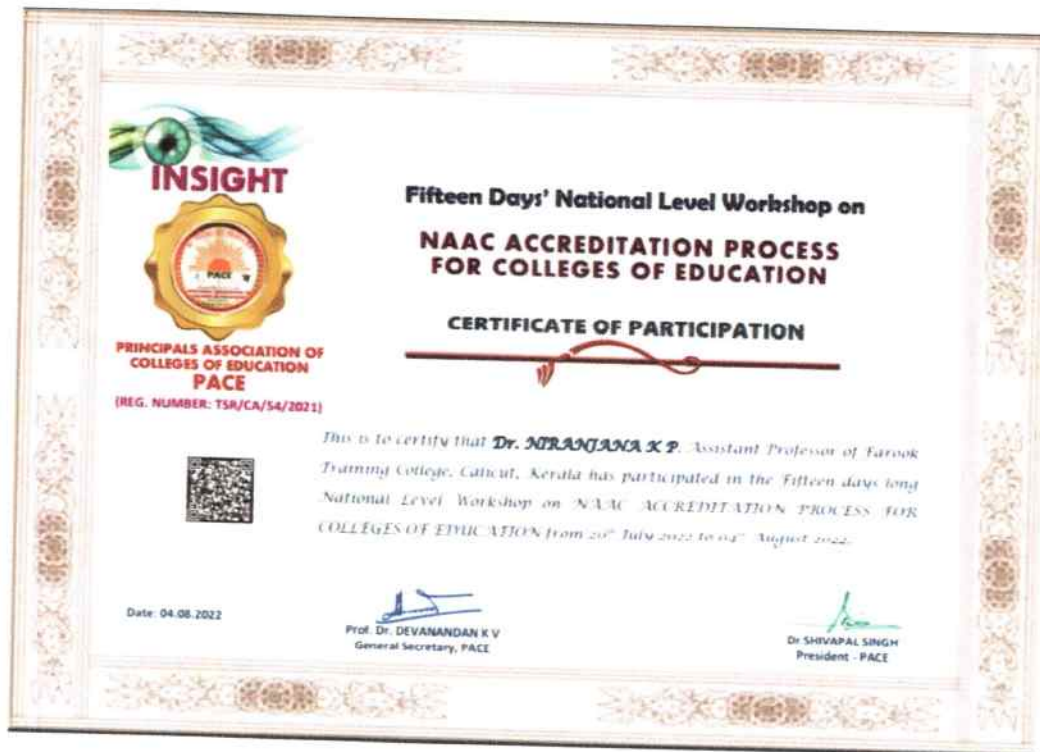 INSIGHT
PACE
PRINCIPALS ASSOCIATION OF
COLLEGES OF EDUCATION
PACE
(REG. NUMBER: TSR/CA/54/2021)
Fifteen Days' National Level Workshop on
NAAC ACCREDITATION PROCESS
FOR COLLEGES OF EDUCATION
CERTIFICATE OF PARTICIPATION
This is to certify that Dr. NIRANJANA K P, Assistant Professor of Farook
Training College, Calicut, Kerala has participated in the Fifteen days long
National Level Workshop on NAAC ACCREDITATION PROCESS FOR
COLLEGES OF EDUCATION from 20th July 2022 to 04th August 2022.
Date: 04.08.2022
Prof. Dr. DEVANANDAN K V
General Secretary, PACE
Dr SHIVAPAL SINGH
President - PACE